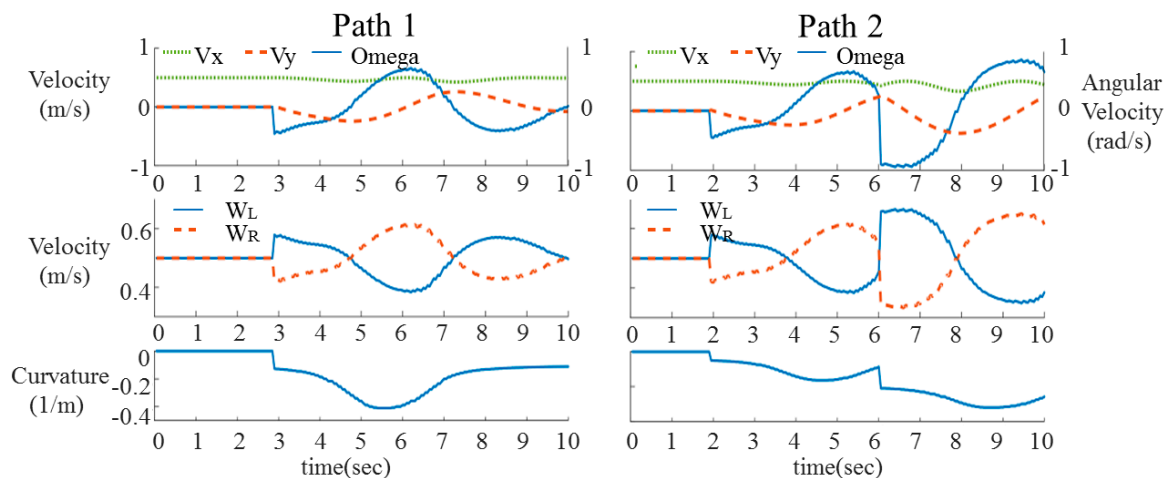 Path 1
Path 2
Vx Vy Omega
Vx Vy Omega
Velocity
(m/s)
1
0
-1
1
0
-1
0 1 2 3 4 5 6 7 8 9 10
1
0
-1
Angular
Velocity
(rad/s)
0 1 2 3 4 5 6 7 8 9 10
Velocity
(m/s)
0.6
0.4
WL
WR
0 1 2 3 4 5 6 7 8 9 10
WL
WR
0 1 2 3 4 5 6 7 8 9 10
Curvature
(1/m)
0
-0.2
-0.4
0 1 2 3 4 5 6 7 8 9 10
time(sec)
0 1 2 3 4 5 6 7 8 9 10
time(sec)